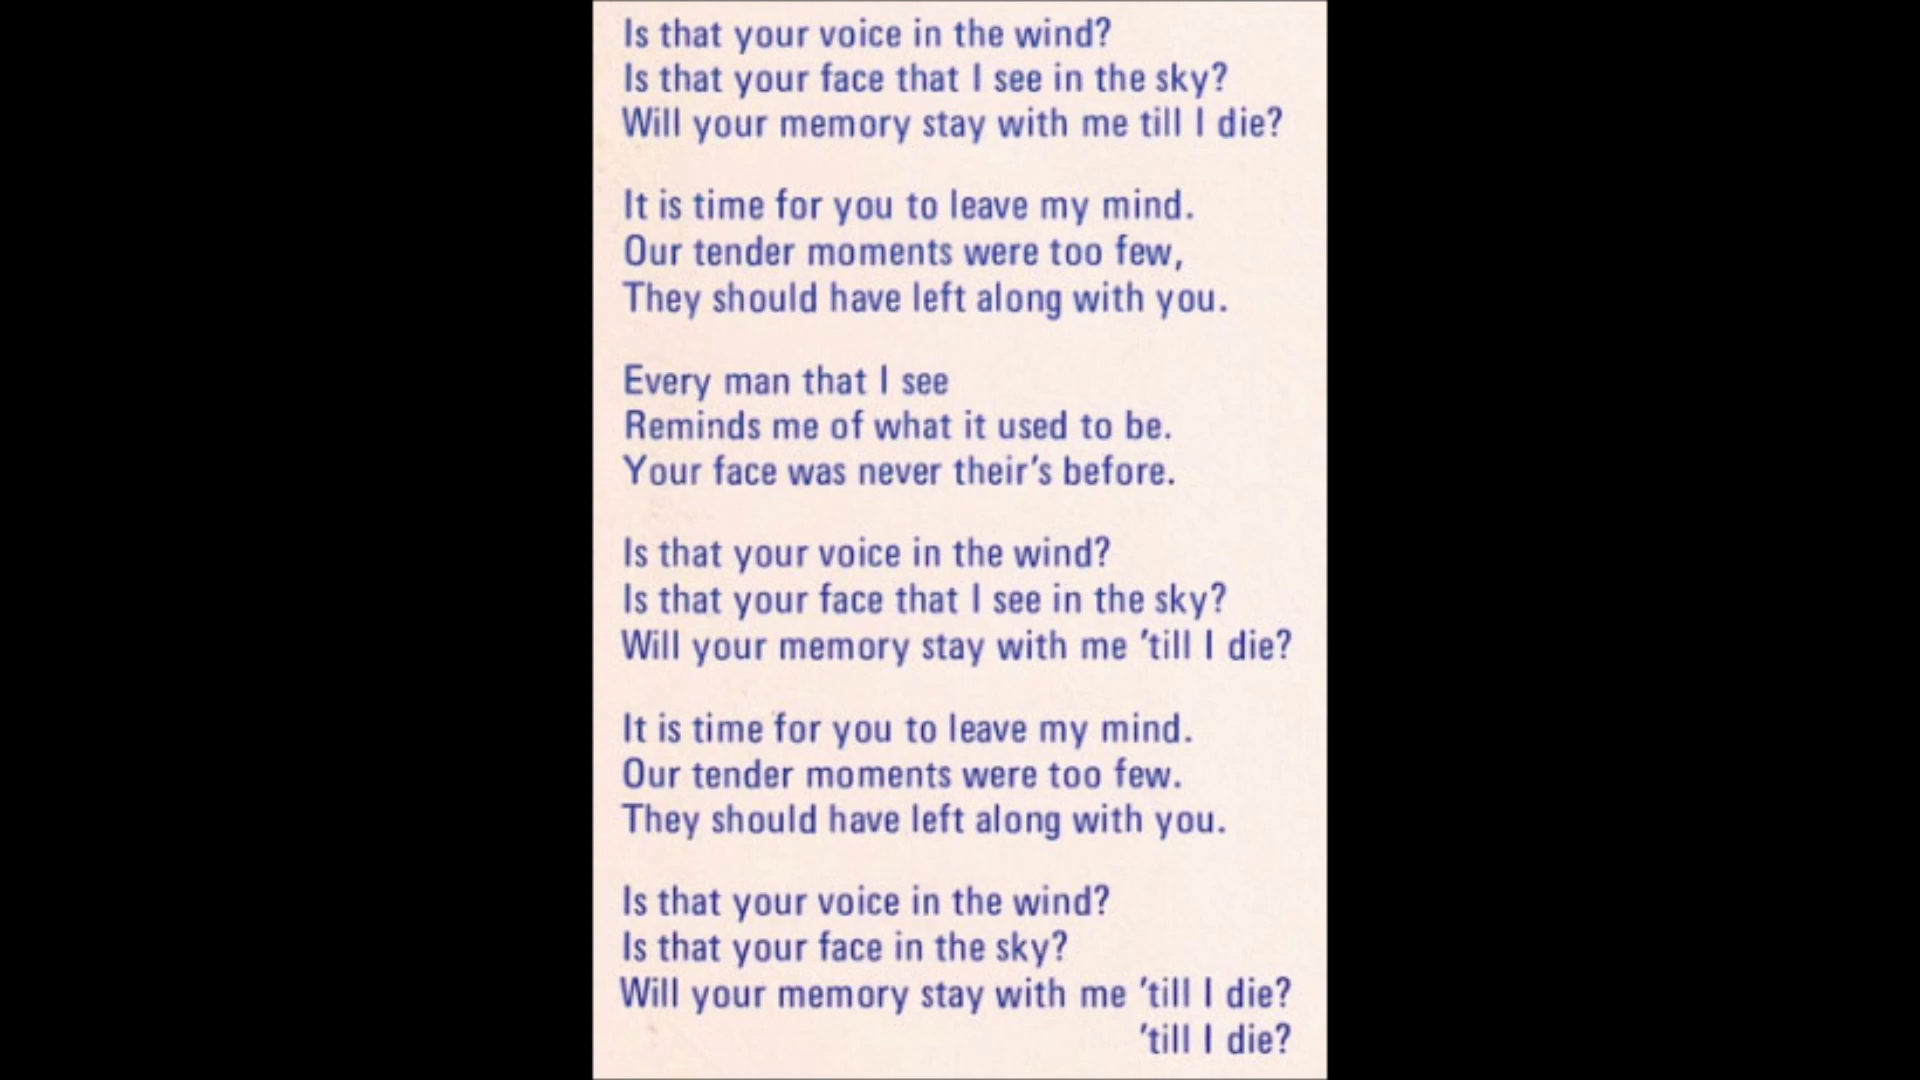 Is that your voice in the wind?
Is that your face that I see in the sky?
Will your memory stay with me till I die?
It is time for you to leave my mind.
Our tender moments were too few,
They should have left along with you.
Every man that I see
Reminds me of what it used to be.
Your face was never their's before.
Is that your voice in the wind?
Is that your face that I see in the sky?
Will your memory stay with me 'till I die?
It is time for you to leave my mind.
Our tender moments were too few.
They should have left along with you.
Is that your voice in the wind?
Is that your face in the sky?
Will your memory stay with me 'till I die?
'till I die?